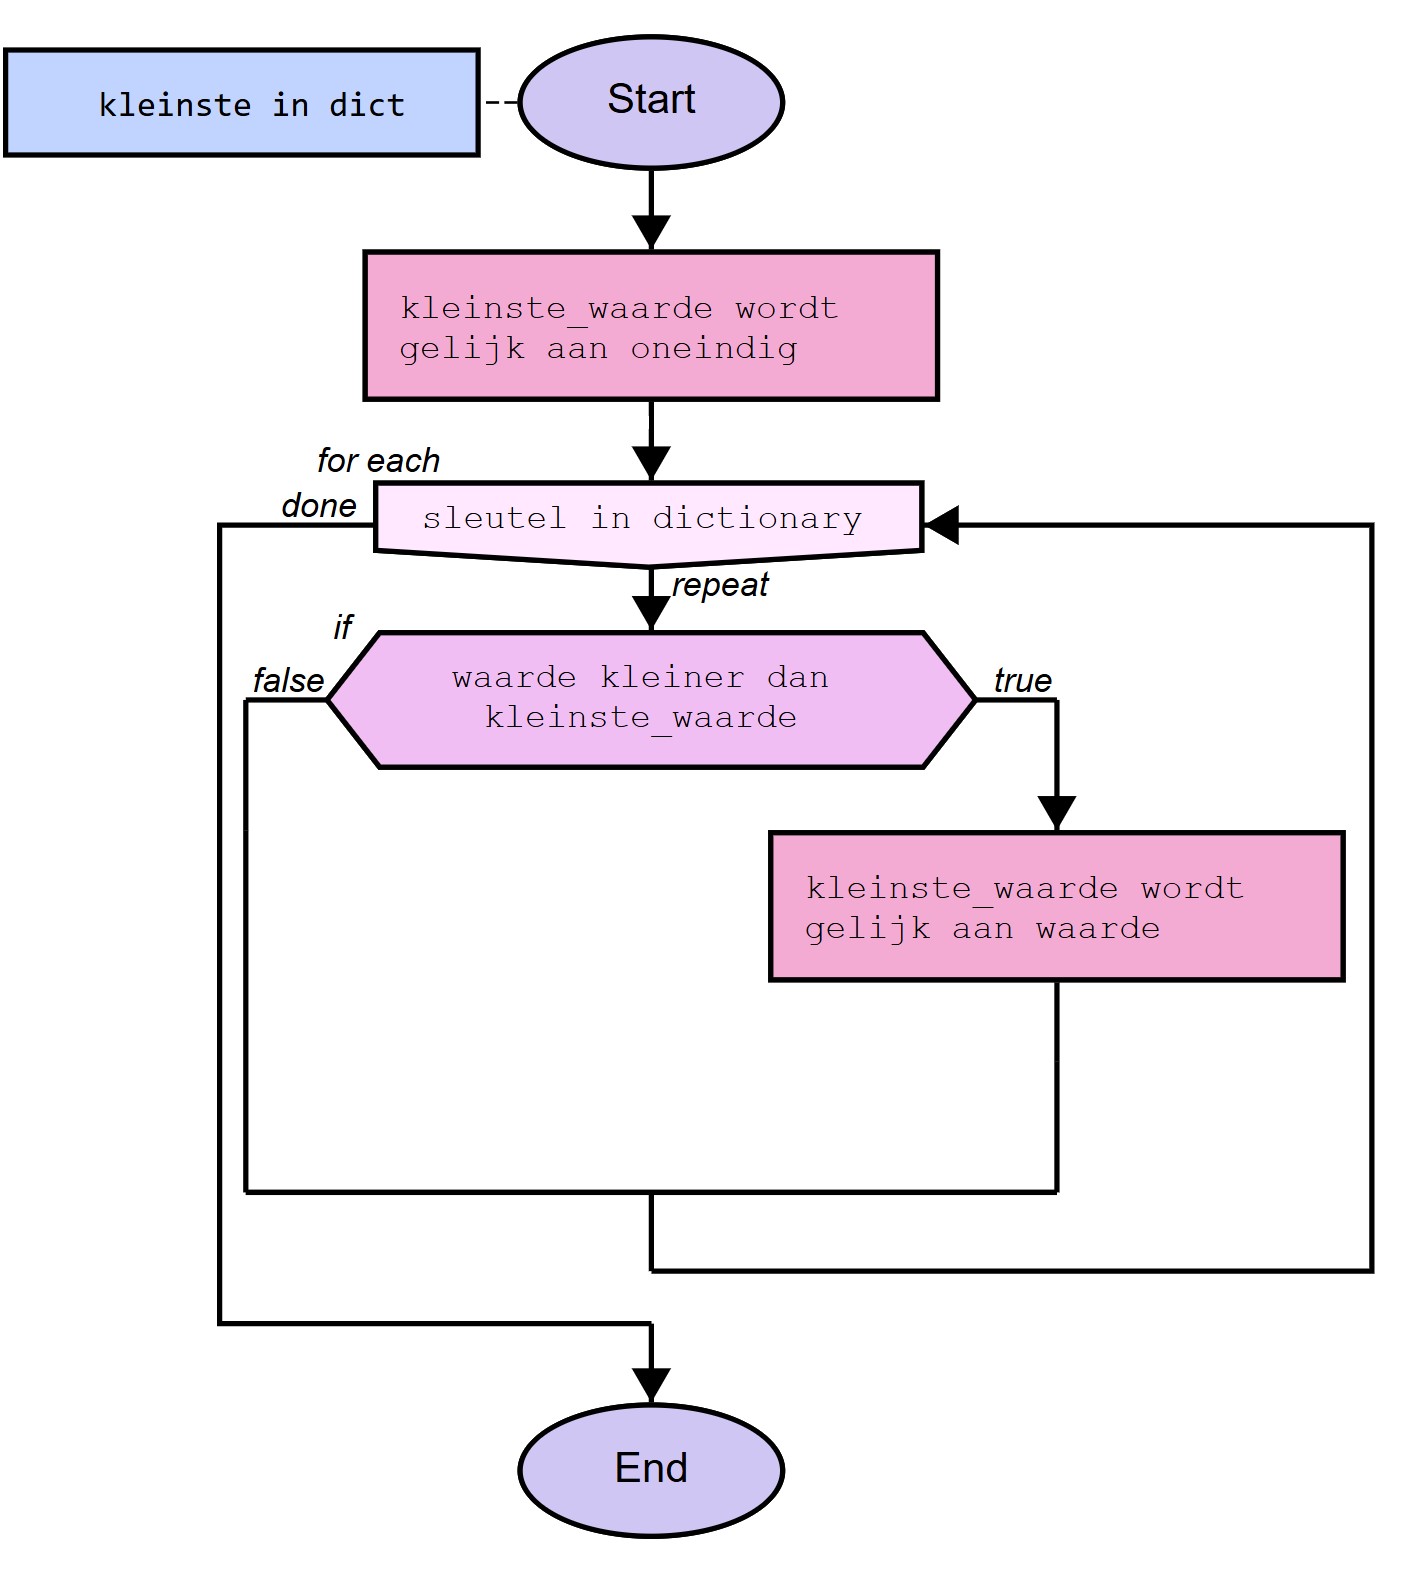 kleinste in dict
Start
kleinste_waarde wordt
gelijk aan oneindig
for each
done
sleutel in dictionary
repeat
if
false
waarde kleiner dan
kleinste_waarde
true
kleinste_waarde wordt
gelijk aan waarde
End